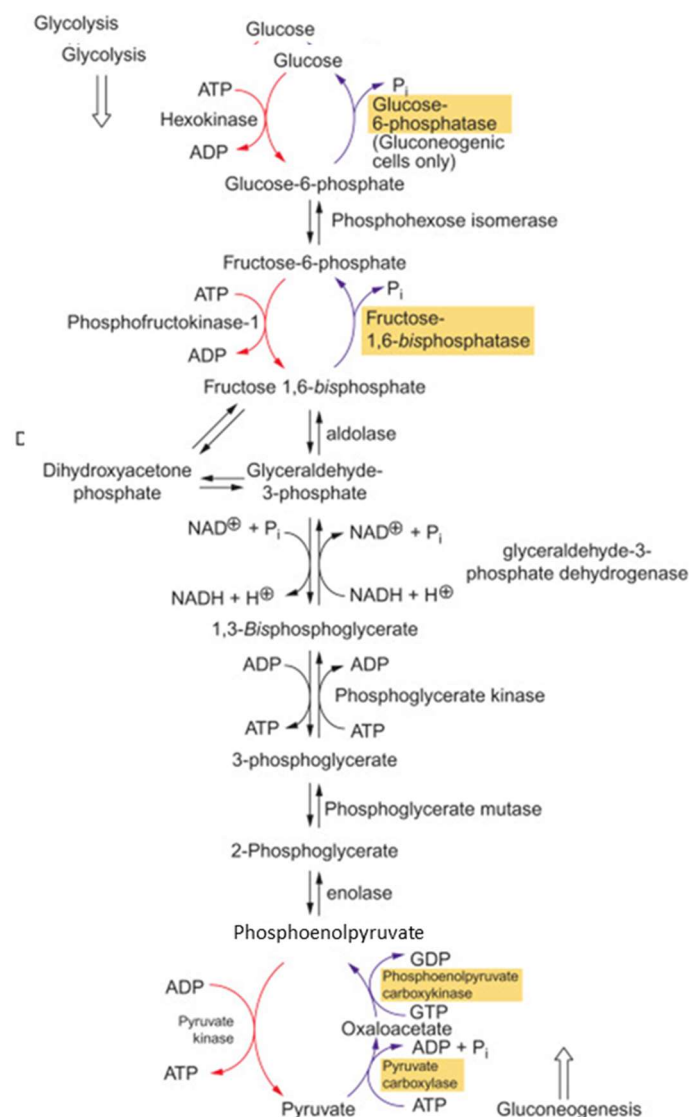 Glycolysis
Glucose
Glycolysis
Glucose
ATP
Pi
Hexokinase
Glucose-
6-phosphatase
(Gluconeogenic
cells only)
ADP
Glucose-6-phosphate
Phosphohexose isomerase
Fructose-6-phosphate
ATP
Pi
Phosphofructokinase-1
Fructose-
1,6-bisphosphatase
ADP
Fructose 1,6-bisphosphate
aldolase
Dihydroxyacetone
phosphate
Glyceraldehyde-
3-phosphate
NAD⊕ + Pi
NAD⊕ + Pi
glyceraldehyde-3-
phosphate dehydrogenase
NADH + H⊕
NADH + H⊕
1,3-Bisphosphoglycerate
ADP
ADP
Phosphoglycerate kinase
ATP
ATP
3-phosphoglycerate
Phosphoglycerate mutase
2-Phosphoglycerate
enolase
Phosphoenolpyruvate
GDP
ADP
Phosphoenolpyruvate
carboxykinase
GTP
Pyruvate
kinase
Oxaloacetate
ADP + Pi
ATP
Pyruvate
carboxylase
ATP
Pyruvate
Gluconeogenesis